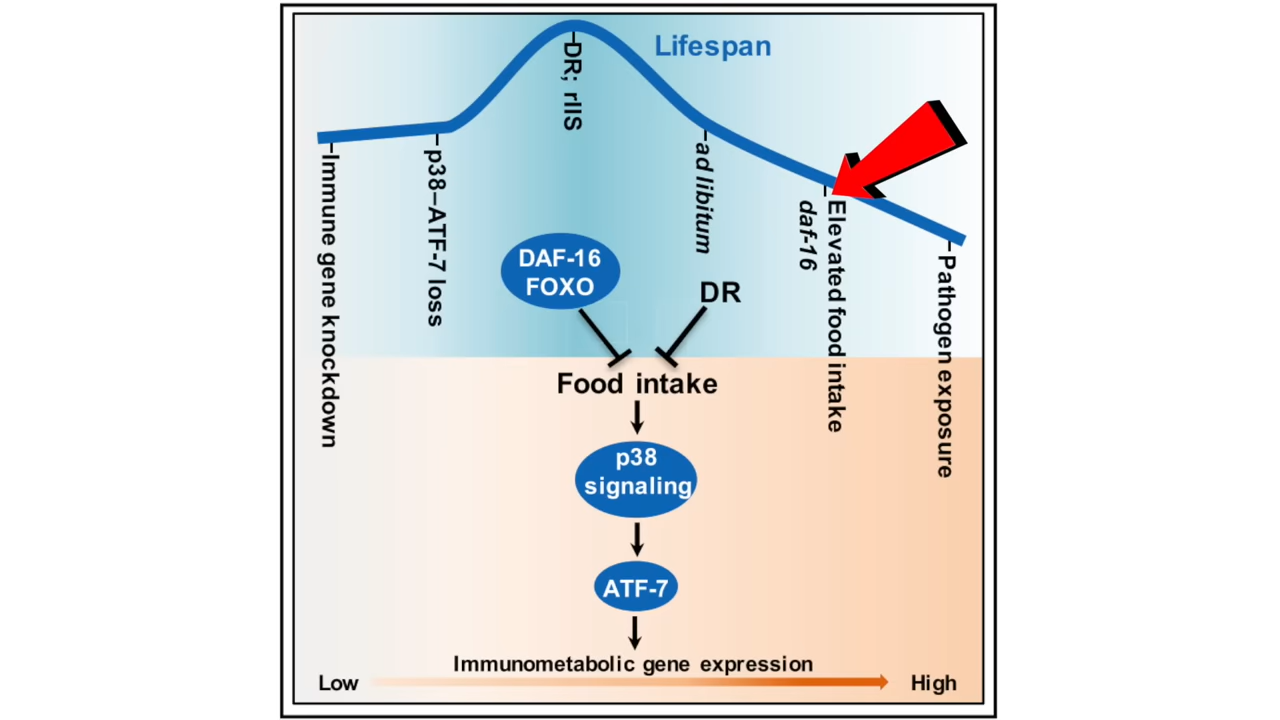 Lifespan
DR; rIIS
Immune gene knockdown
p38–ATF-7 loss
ad libitum
Elevated food intake
daf-16
Pathogen exposure
DAF-16
FOXO
DR
Food intake
p38
signaling
ATF-7
Immunometabolic gene expression
Low
High